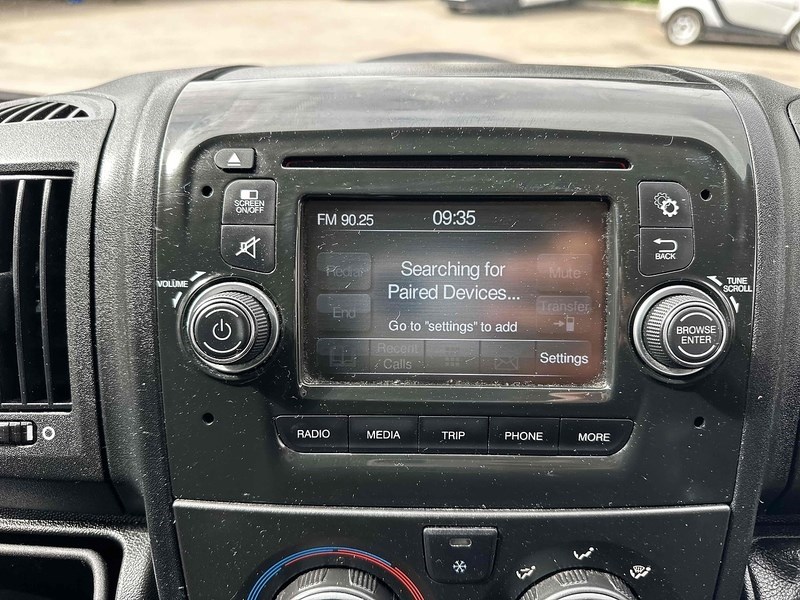 SCREEN
ON/OFF
FM 90.25
09:35
Redial
Searching for
Paired Devices...
Mute
End
Go to "settings" to add
Transfer
Recent
Calls
Settings
BACK
VOLUME
TUNE
SCROLL
BROWSE
ENTER
RADIO
MEDIA
TRIP
PHONE
MORE